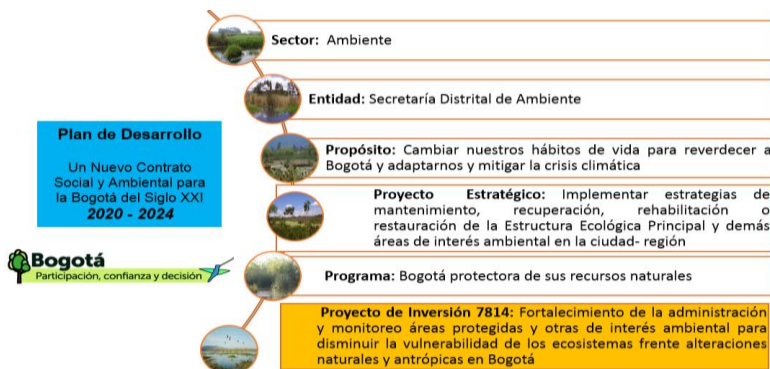 Sector: Ambiente
Entidad: Secretaría Distrital de Ambiente
Plan de Desarrollo
Un Nuevo Contrato
Social y Ambiental para
la Bogotá del Siglo XXI
2020 - 2024
Propósito: Cambiar nuestros hábitos de vida para reverdecer a
Bogotá y adaptarnos y mitigar la crisis climática
Proyecto Estratégico: Implementar estrategias de
mantenimiento, recuperación, rehabilitación o
restauración de la Estructura Ecológica Principal y demás
áreas de interés ambiental en la ciudad- región
Bogotá
Participación, confianza y decisión
Programa: Bogotá protectora de sus recursos naturales
Proyecto de Inversión 7814: Fortalecimiento de la administración
y monitoreo áreas protegidas y otras de interés ambiental para
disminuir la vulnerabilidad de los ecosistemas frente alteraciones
naturales y antrópicas en Bogotá